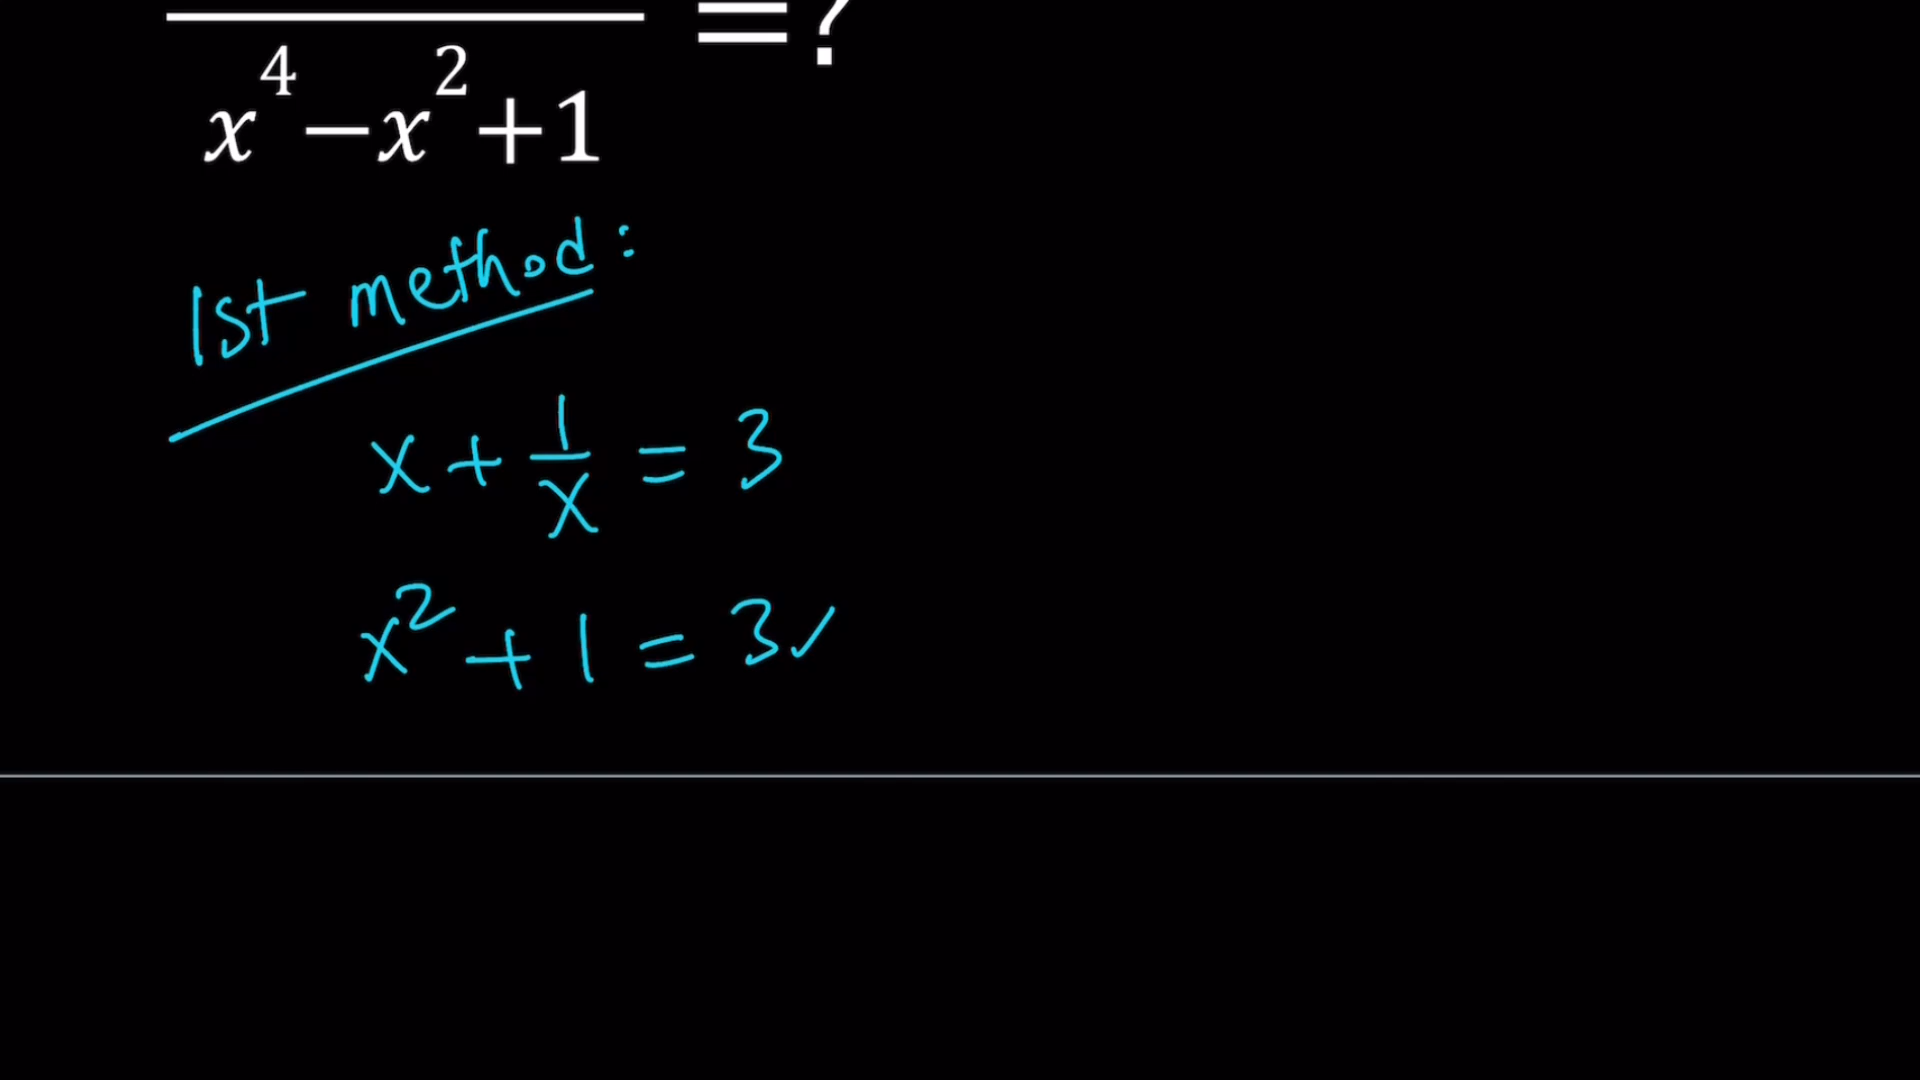 =?
x⁴−x²+1
1st method:
x + 1/x = 3
x² + 1 = 3